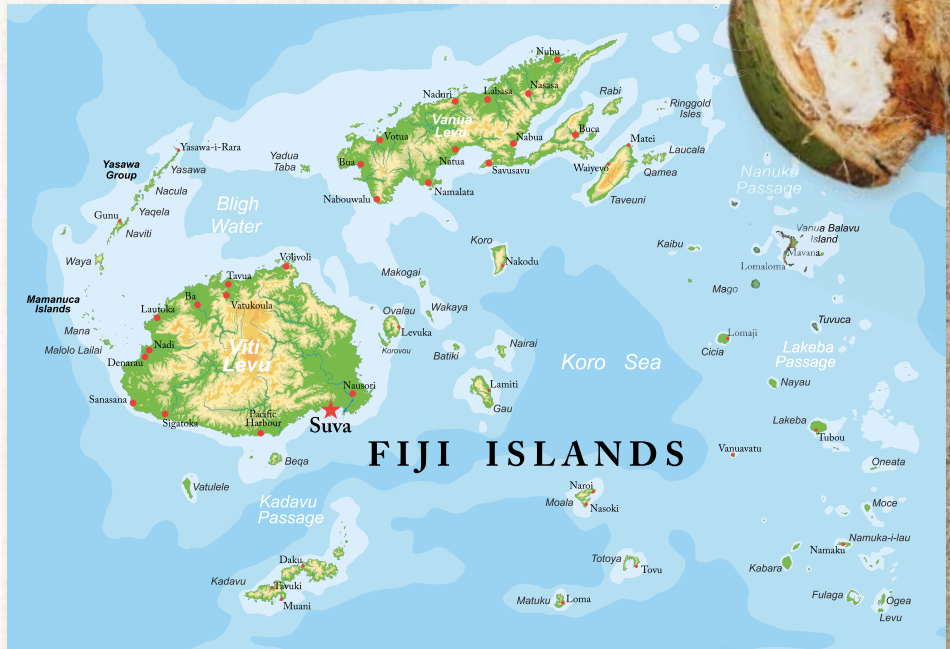 Nubu
Nasasa
Labasa
Naduri
Rabi
Ringgold
Isles
Vanua
Levu
Buca
Votua
Nabua
Matei
Yasawa-i-Rara
Laucala
Yadua
Taba
Bua
Natua
Savusavu
Waiyevo
Qamea
Yasawa
Group
Yasawa
Nanuku
Passage
Nacula
Nabouwalu
Namalata
Taveuni
Yaqela
Gunu
Bligh
Water
Naviti
Vanua Balavu
Island
Koro
Kaibu
Mavana
Waya
Volivoli
Nakodu
Lomaloma
Makogai
Tavua
Mago
Mamanuca
Islands
Ba
Vatukoula
Wakaya
Lautoka
Ovalau
Tuvuca
Mana
Levuka
Lomaji
Malolo Lailai
Nadi
Viti
Levu
Korovou
Batiki
Nairai
Cicia
Lakeba
Passage
Denarau
Koro Sea
Nausori
Lamiti
Nayau
Sanasana
Gau
Pacific
Harbour
Sigatoka
Suva
Lakeba
Tubou
FIJI ISLANDS
Vanuavatu
Beqa
Oneata
Vatulele
Naroi
Kadavu
Passage
Moala
Nasoki
Moce
Namuka-i-lau
Namaku
Daku
Totoya
Tovu
Kabara
Kadavu
Tavuki
Muani
Matuku
Loma
Fulaga
Ogea
Levu